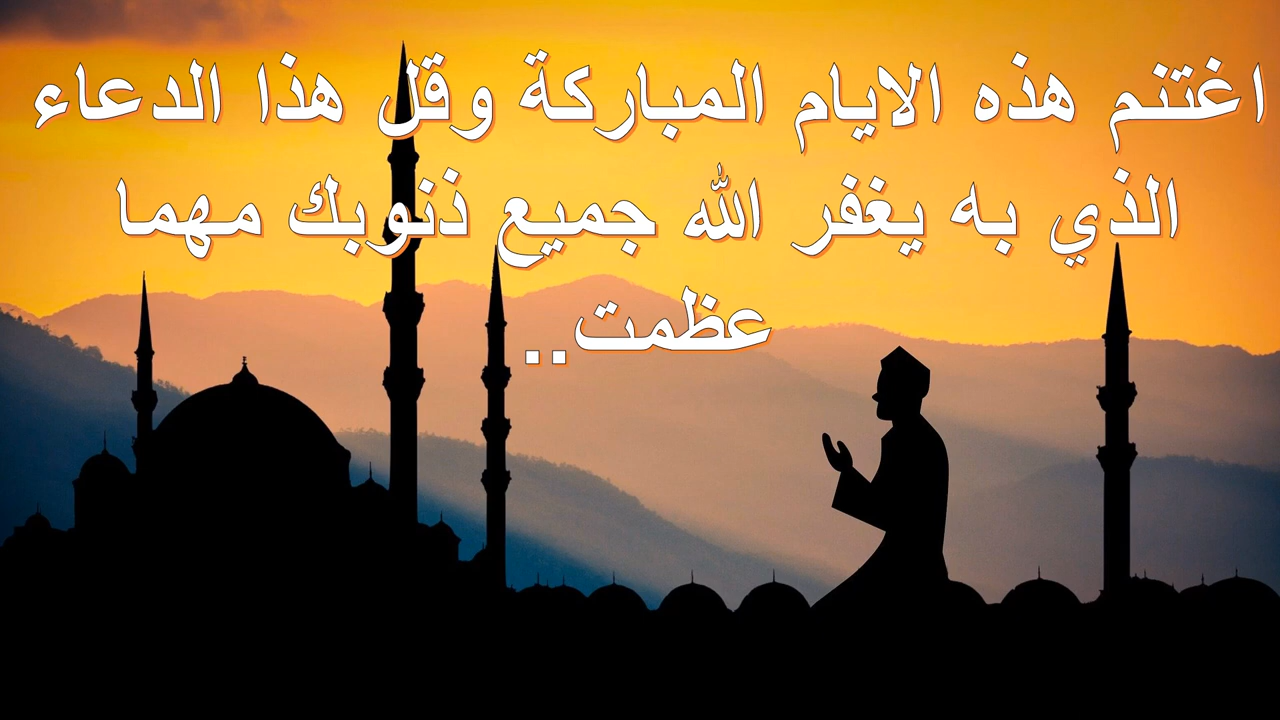 اغتنم هذه الايام المباركة وقل هذا الدعاء
الذي به يغفر الله جميع ذنوبك مهما
عظمت..